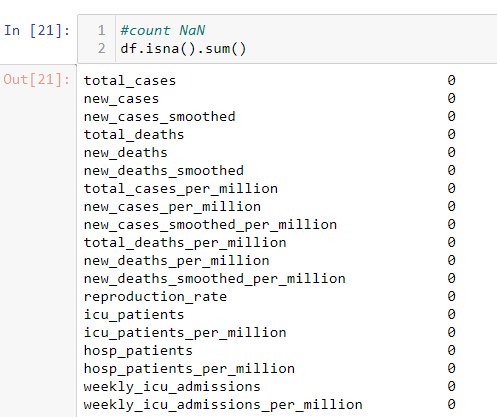 In [21]: 1 #count NaN
2 df.isna().sum()
Out[21]: total_cases 0
new_cases 0
new_cases_smoothed 0
total_deaths 0
new_deaths 0
new_deaths_smoothed 0
total_cases_per_million 0
new_cases_per_million 0
new_cases_smoothed_per_million 0
total_deaths_per_million 0
new_deaths_per_million 0
new_deaths_smoothed_per_million 0
reproduction_rate 0
icu_patients 0
icu_patients_per_million 0
hosp_patients 0
hosp_patients_per_million 0
weekly_icu_admissions 0
weekly_icu_admissions_per_million 0